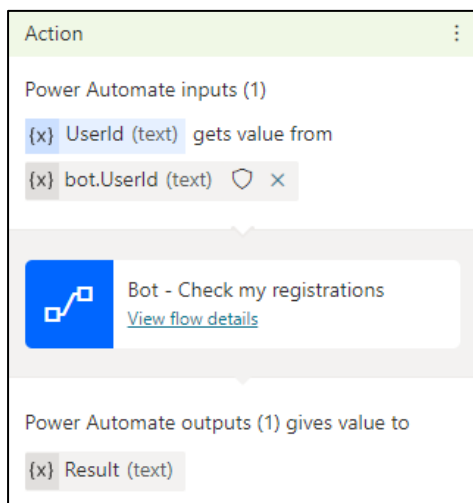 Action
Power Automate inputs (1)
{x} UserId (text) gets value from
{x} bot.UserId (text)
Bot - Check my registrations
View flow details
Power Automate outputs (1) gives value to
{x} Result (text)